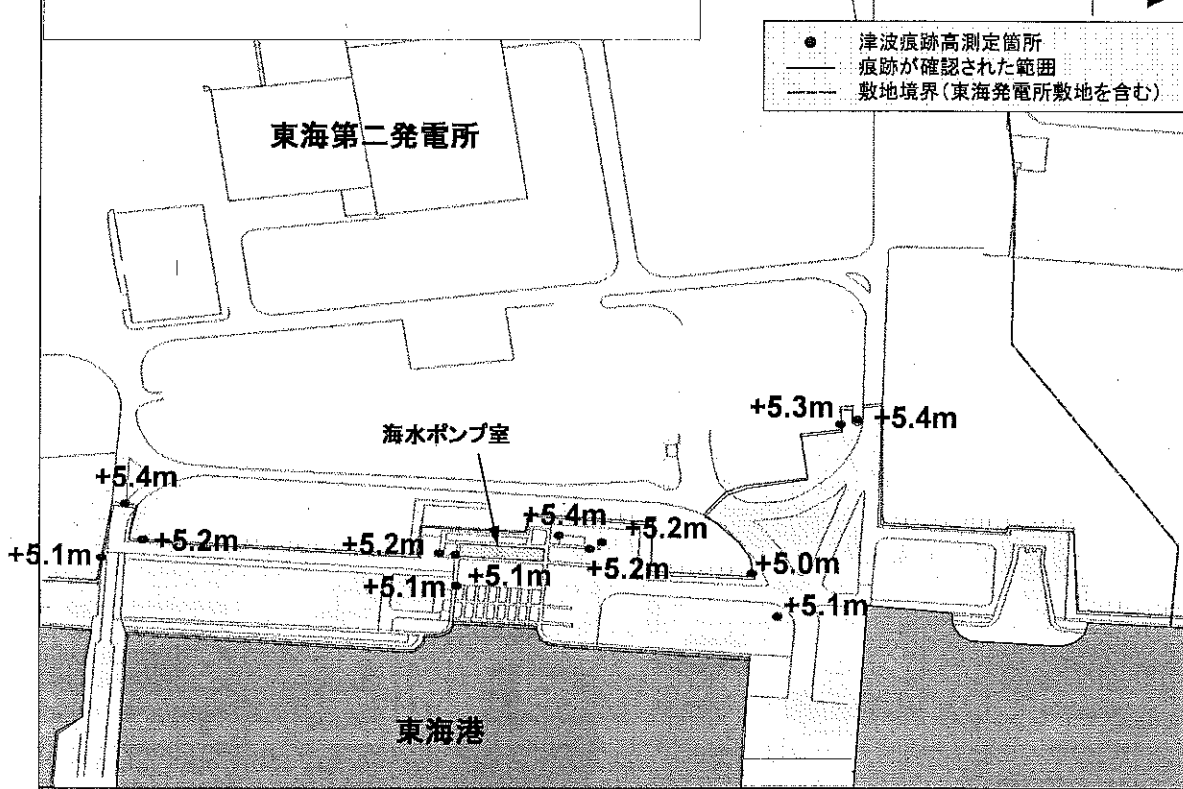 津波痕跡高測定箇所
痕跡が確認された範囲
敷地境界(東海発電所敷地を含む)
東海第二発電所
+5.3m
+5.4m
海水ポンプ室
+5.4m
+5.4m
+5.2m
+5.2m
+5.2m
+5.1m
+5.2m
+5.0m
+5.1m
+5.1m
+5.1m
東海港